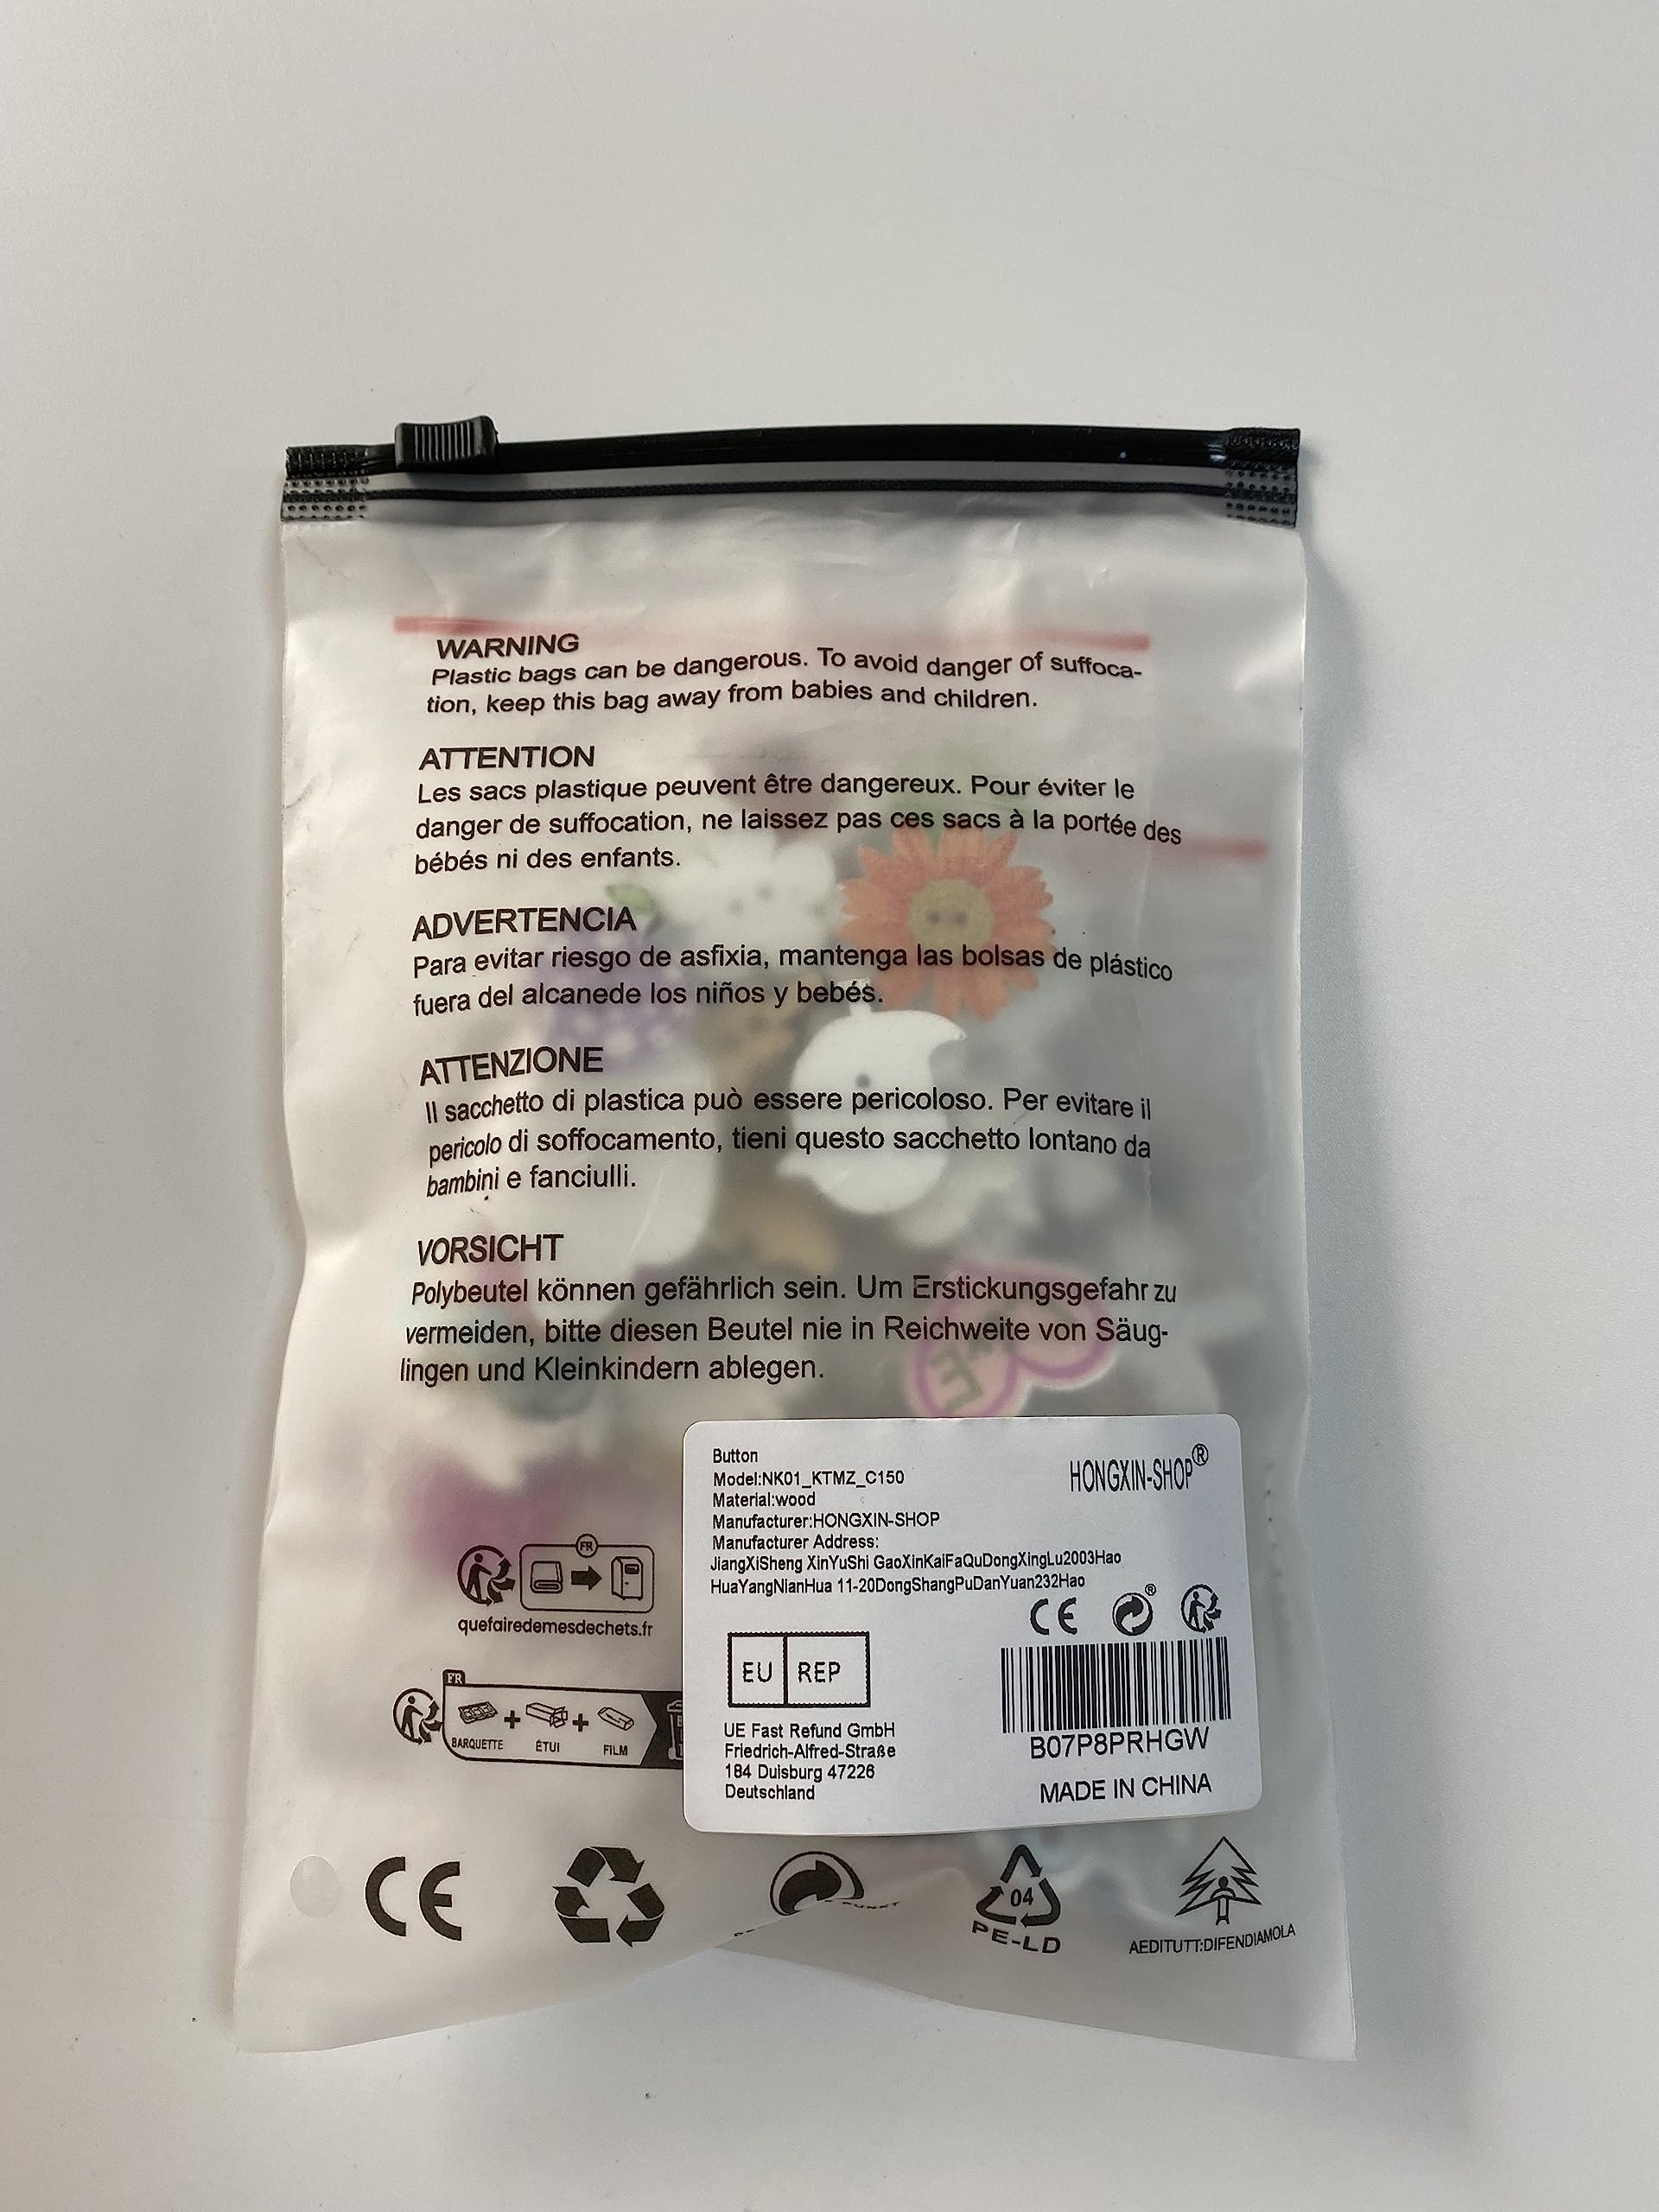 WARNING
Plastic bags can be dangerous. To avoid danger of suffoca-
tion, keep this bag away from babies and children.
ATTENTION
Les sacs plastique peuvent être dangereux. Pour éviter le
danger de suffocation, ne laissez pas ces sacs à la portée des
bébés ni des enfants.
ADVERTENCIA
Para evitar riesgo de asfixia, mantenga las bolsas de plástico
fuera del alcanede los niños y bebés.
ATTENZIONE
Il sacchetto di plastica può essere pericoloso. Per evitare il
pericolo di soffocamento, tieni questo sacchetto lontano da
bambini e fanciulli.
VORSICHT
Polybeutel können gefährlich sein. Um Erstickungsgefahr zu
vermeiden, bitte diesen Beutel nie in Reichweite von Säug-
lingen und Kleinkindern ablegen.
Button
Model:NK01_KTMZ_C150
Material:wood
Manufacturer:HONGXIN-SHOP
Manufacturer Address:
JiangXiSheng XinYuShi GaoXinKaiFaQuDongXingLu2003Hao
HuaYangNianHua 11-20DongShangPuDanYuan232Hao
HONGXIN-SHOP®
CE
EU REP
UE Fast Refund GmbH
Friedrich-Alfred-Straße
184 Duisburg 47226
Deutschland
B07P8PRHGW
MADE IN CHINA
FR
quefairedemesdechets.fr
FR
BARQUETTE + ÉTUI + FILM
CE
04
PE-LD
AEDITUTT:DIFENDIAMOLA